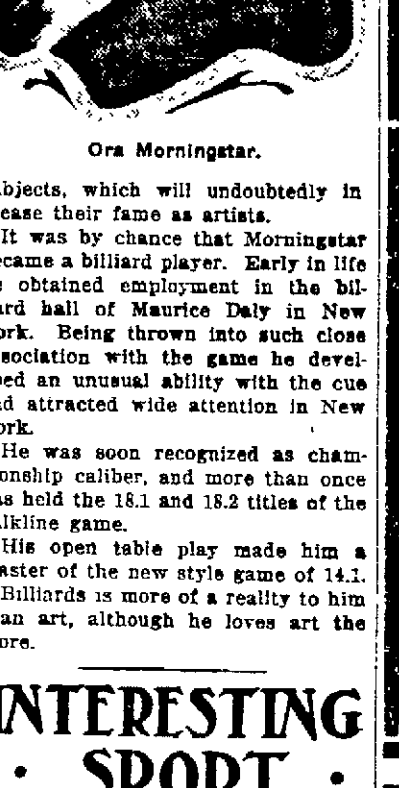 Ora Morningstar.
bjects, which will undoubtedly in
ease their fame as artists.
It was by chance that Morningstar
came a billiard player. Early in life
obtained employment in the bil-
ard hall of Maurice Daly in New
ork. Being thrown into such close
sociation with the game he devel-
ped an unusual ability with the cue
d attracted wide attention in New
ork.
He was soon recognized as cham-
onship caliber, and more than once
as held the 18.1 and 18.2 titles of the
lkline game.
His open table play made him a
aster of the new style game of 14.1.
Billiards is more of a reality to him
an art, although he loves art the
ore.
INTERESTING
• SPORT •